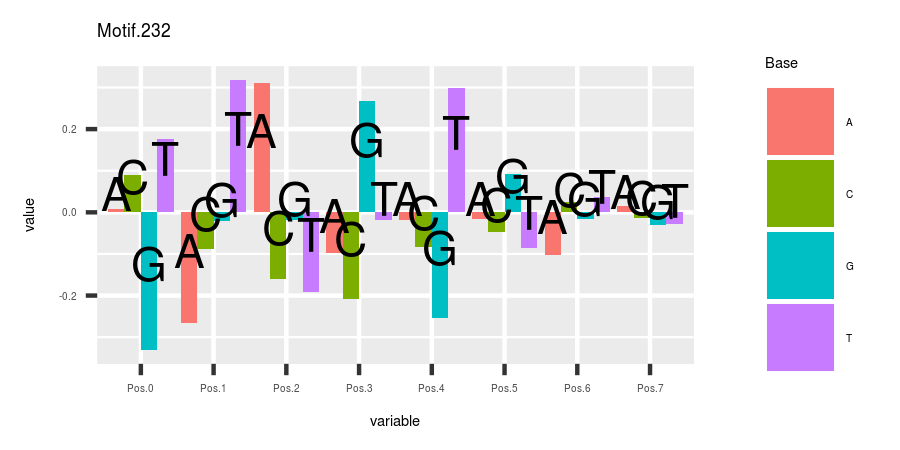 Motif.232
Base
A
C
G
T
value
0.2
0.0
-0.2
A C G T A C G T A C G T A C G T A C G T A C G T A C G T A C G T
Pos.0 Pos.1 Pos.2 Pos.3 Pos.4 Pos.5 Pos.6 Pos.7
variable